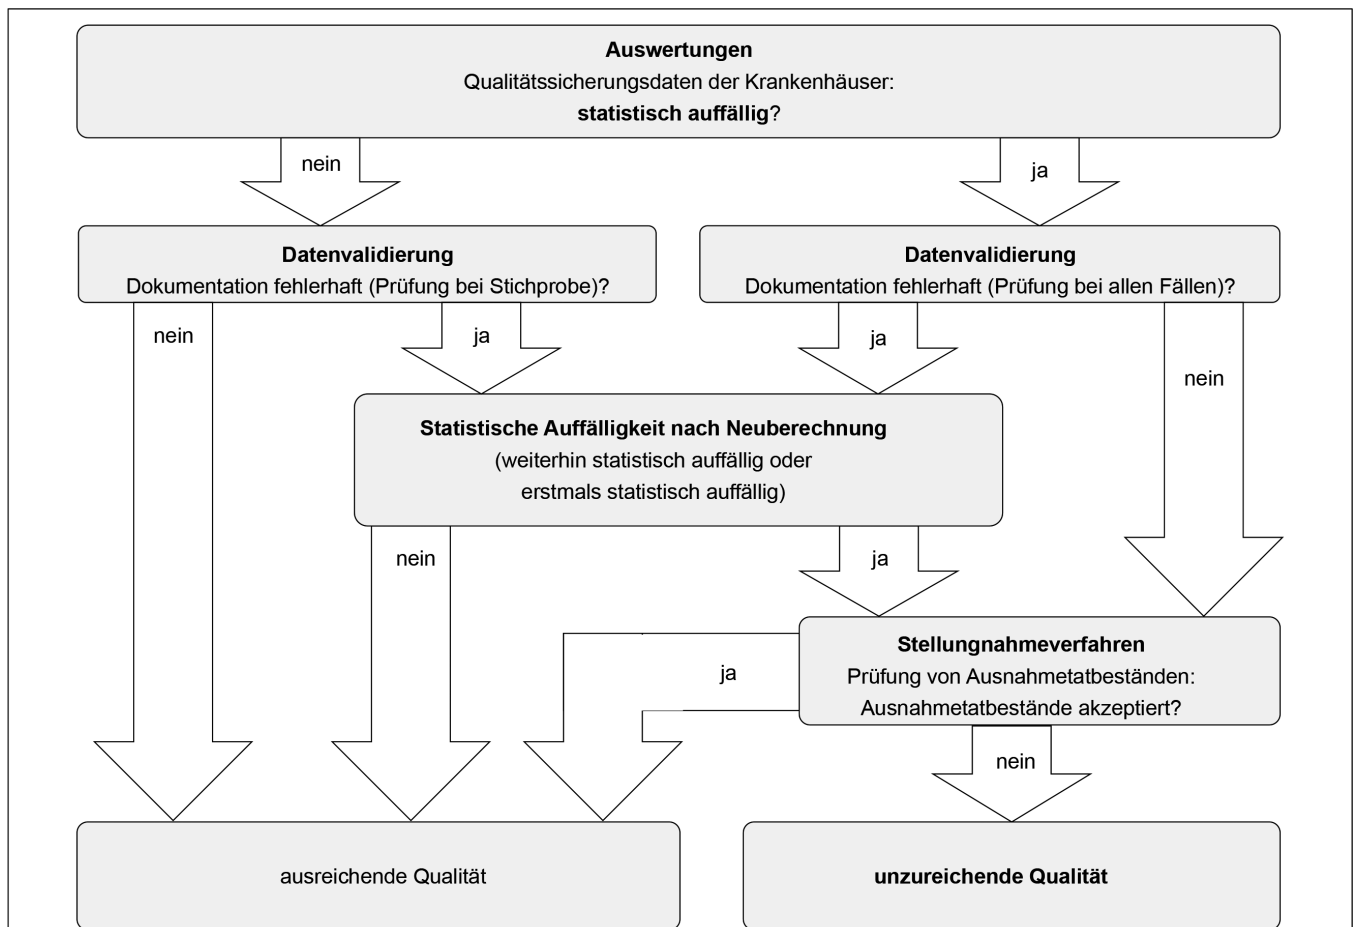 Auswertungen
Qualitätssicherungsdaten der Krankenhäuser:
statistisch auffällig?
nein
ja
Datenvalidierung
Dokumentation fehlerhaft (Prüfung bei Stichprobe)?
Datenvalidierung
Dokumentation fehlerhaft (Prüfung bei allen Fällen)?
nein
ja
ja
nein
Statistische Auffälligkeit nach Neuberechnung
(weiterhin statistisch auffällig oder
erstmals statistisch auffällig)
nein
ja
Stellungnahmeverfahren
Prüfung von Ausnahmetatbeständen:
Ausnahmetatbestände akzeptiert?
ja
nein
ausreichende Qualität
unzureichende Qualität